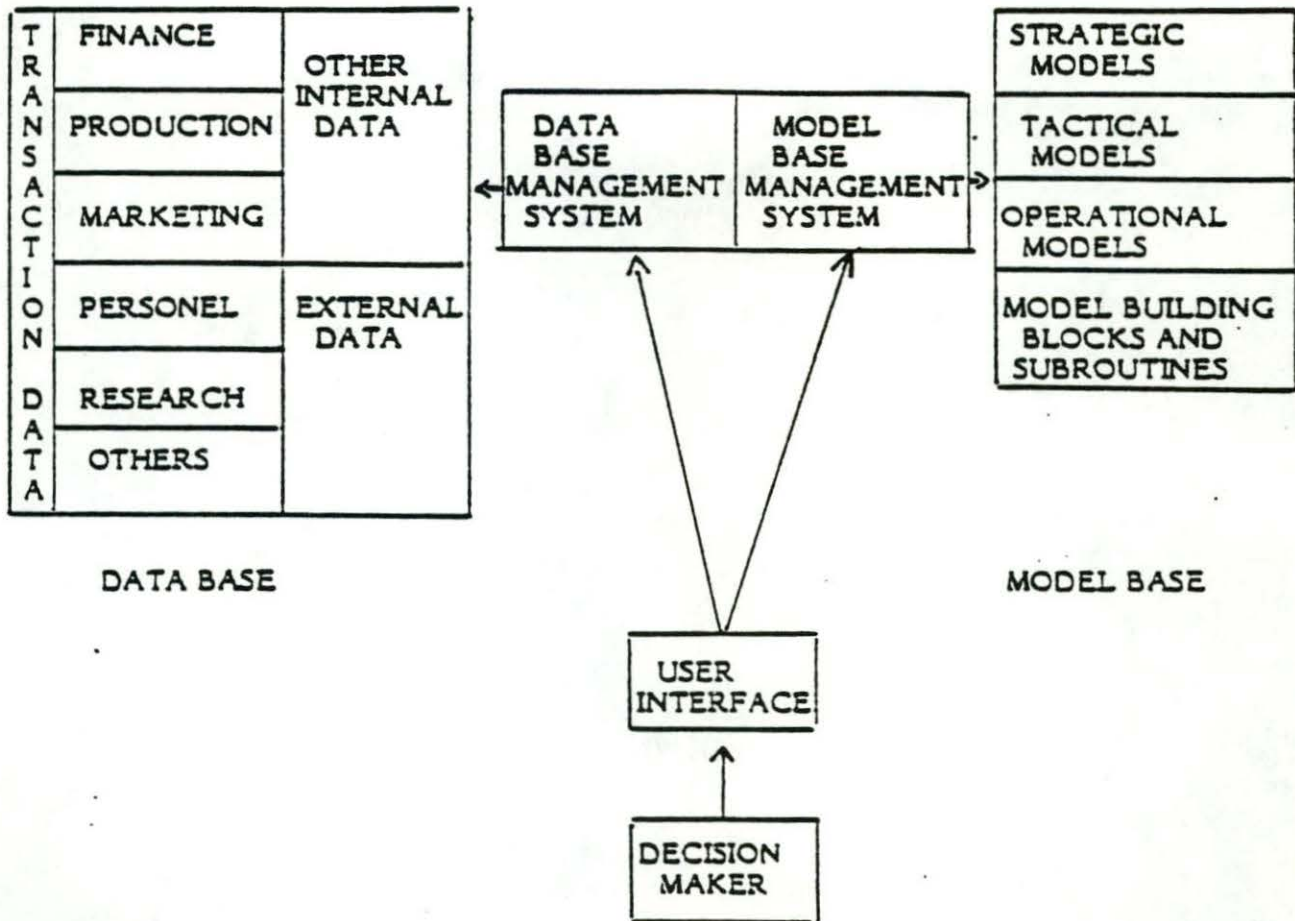 TRANSACTION DATA
FINANCE
PRODUCTION
MARKETING
PERSONEL
RESEARCH
OTHERS
OTHER
INTERNAL
DATA
EXTERNAL
DATA
DATA BASE
DATA
BASE
MANAGEMENT
SYSTEM
MODEL
BASE
MANAGEMENT
SYSTEM
STRATEGIC
MODELS
TACTICAL
MODELS
OPERATIONAL
MODELS
MODEL BUILDING
BLOCKS AND
SUBROUTINES
MODEL BASE
USER
INTERFACE
DECISION
MAKER